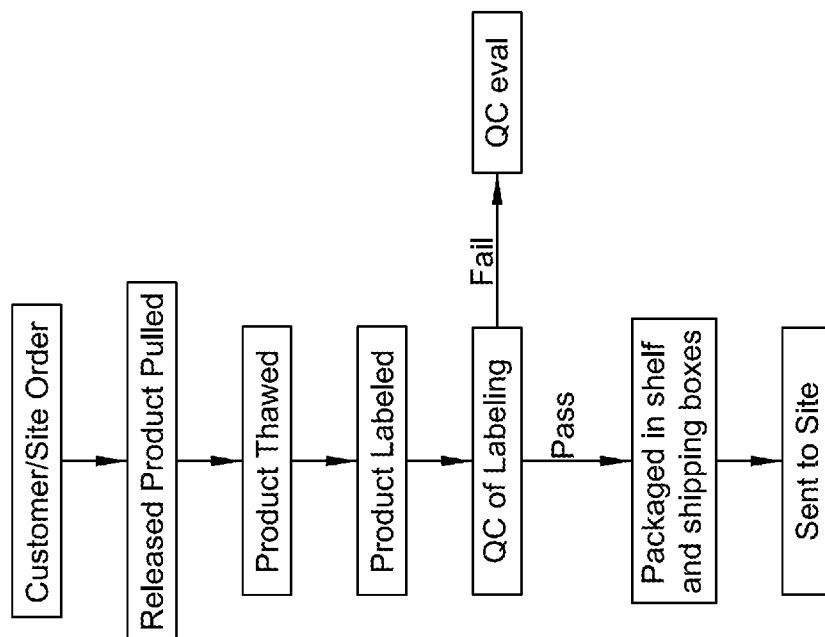 Customer/Site Order
Released Product Pulled
Product Thawed
Product Labeled
QC of Labeling
Fail
QC eval
Pass
Packaged in shelf
and shipping boxes
Sent to Site